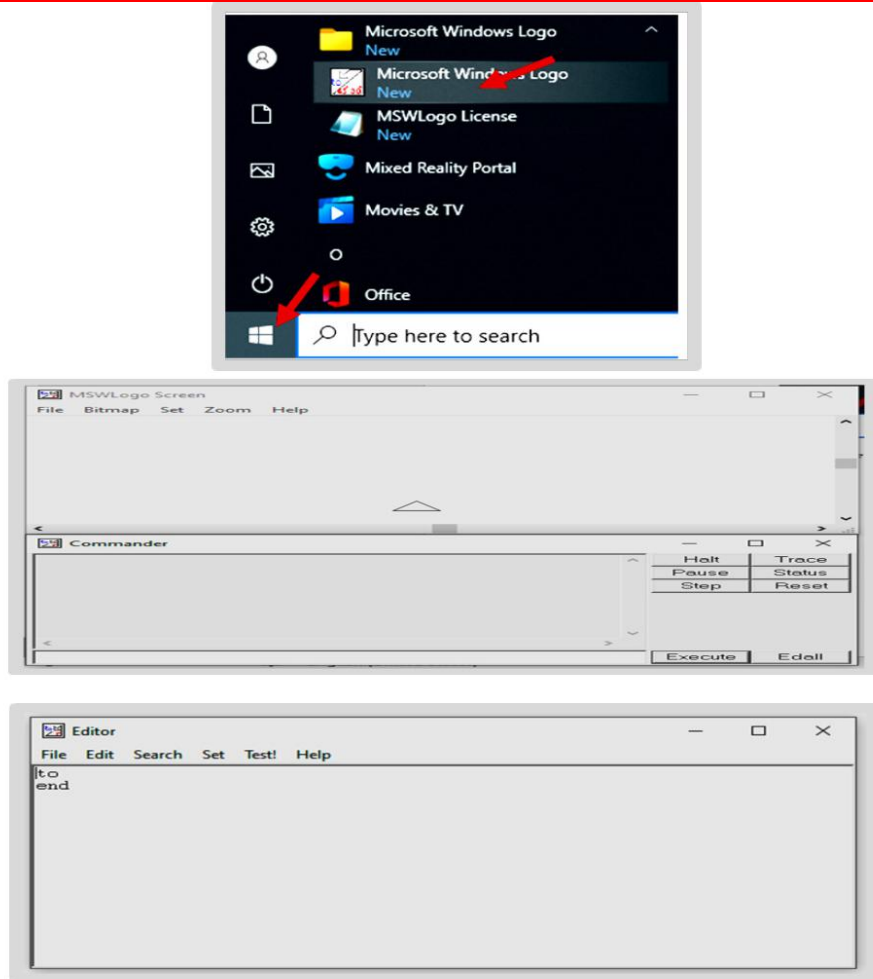 Microsoft Windows Logo
New
Microsoft Windows Logo
New
MSWLogo License
New
Mixed Reality Portal
Movies & TV
O
Office
Type here to search
MSWLogo Screen
File Bitmap Set Zoom Help
Commander
Halt Trace
Pause Status
Step Reset
Execute Edall
Editor
File Edit Search Set Test! Help
to
end